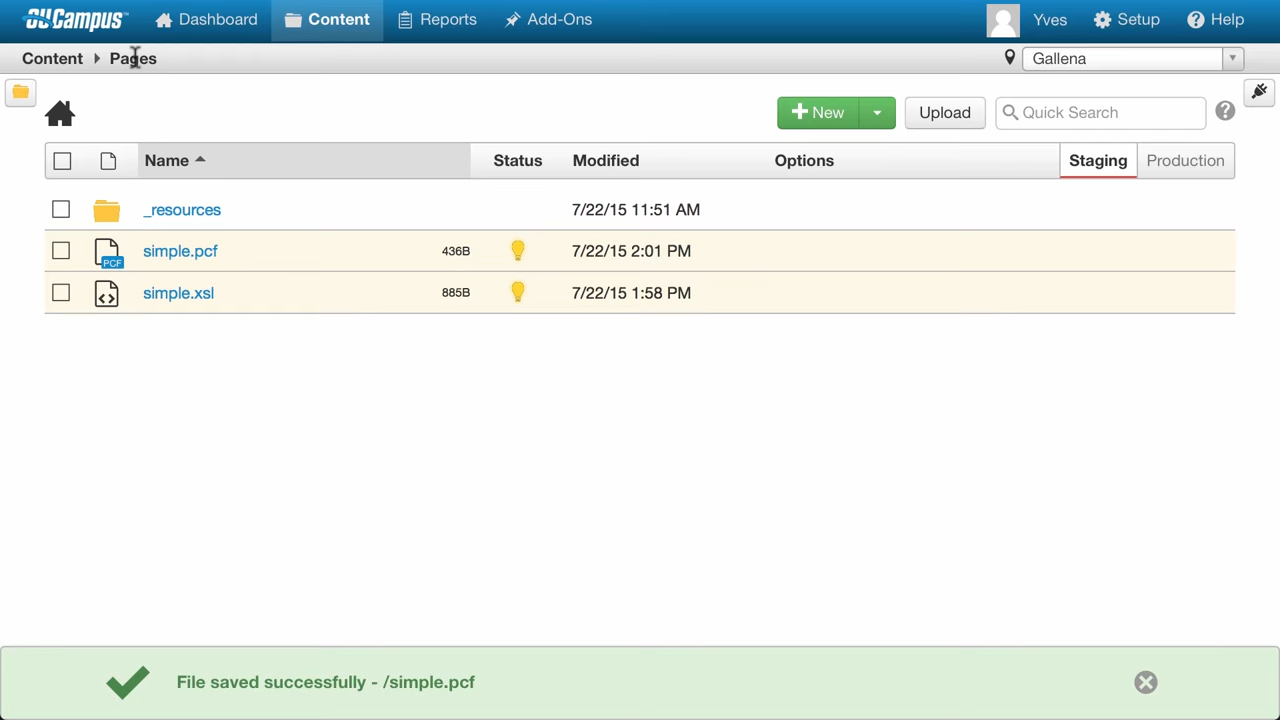 OU Campus™ Dashboard Content Reports Add-Ons Yves Setup Help
Content Pages Gallena
New Upload Quick Search
Name Status Modified Options Staging Production
_resources 7/22/15 11:51 AM
PCF simple.pcf 436B 7/22/15 2:01 PM
simple.xsl 885B 7/22/15 1:58 PM
File saved successfully - /simple.pcf